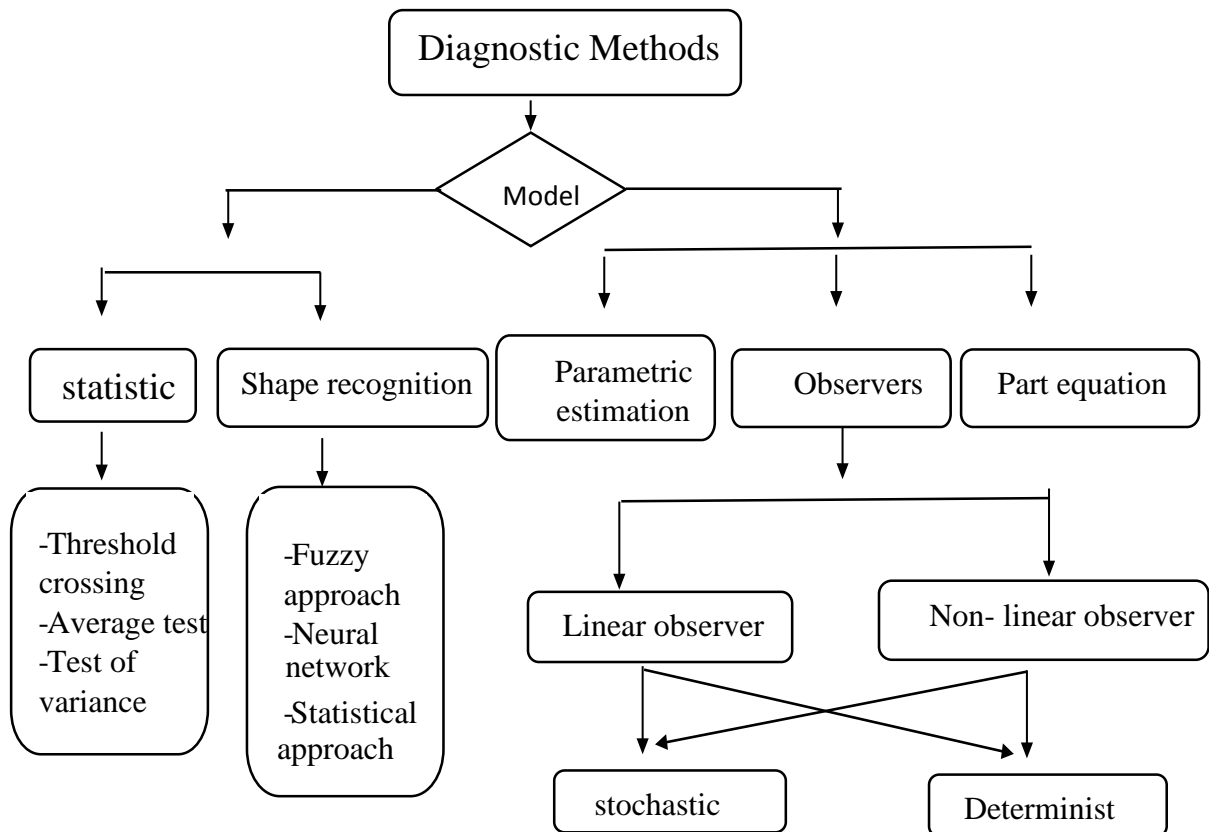 Diagnostic Methods
Model
statistic
Shape recognition
Parametric
estimation
Observers
Part equation
-Threshold
crossing
-Average test
-Test of
variance
-Fuzzy
approach
-Neural
network
-Statistical
approach
Linear observer
Non- linear observer
stochastic
Determinist